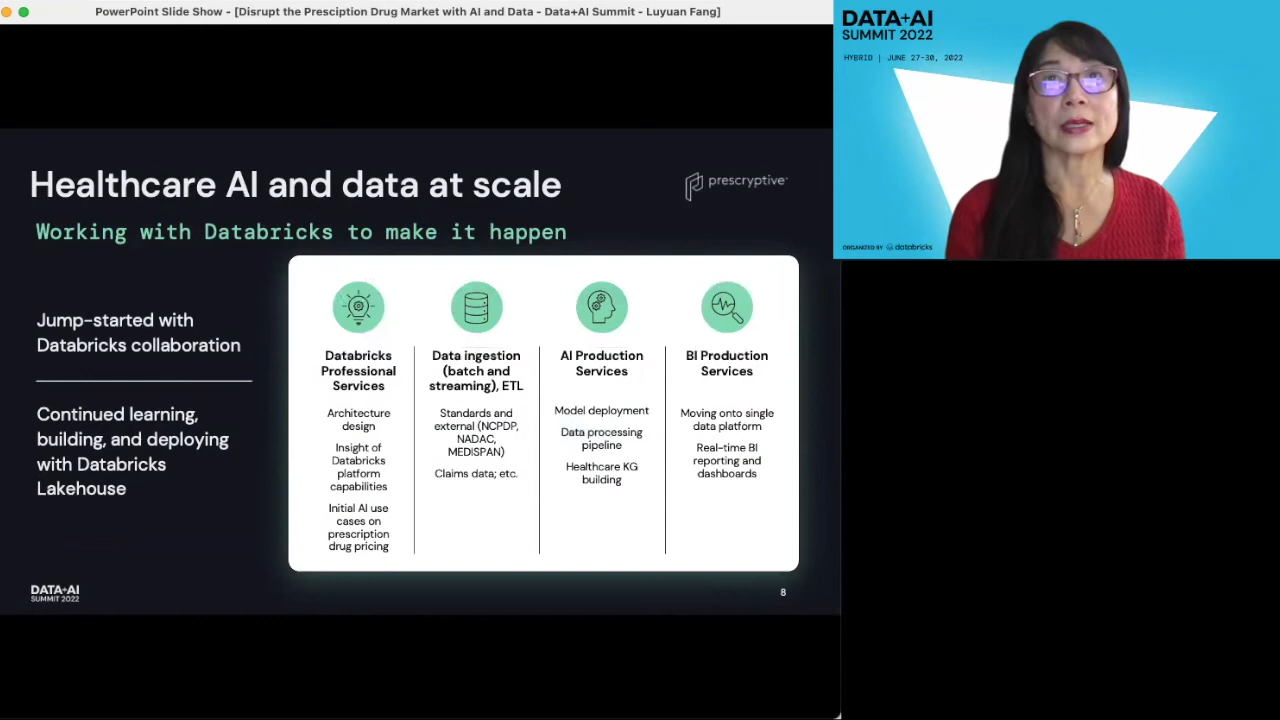 PowerPoint Slide Show - [Disrupt the Presciption Drug Market with AI and Data - Data+AI Summit - Luyuan Fang]
DATA+AI
SUMMIT 2022
HYBRID | JUNE 27-30, 2022
ORGANIZED BY databricks
Healthcare AI and data at scale
prescryptive
Working with Databricks to make it happen
Jump-started with
Databricks collaboration
Continued learning,
building, and deploying
with Databricks
Lakehouse
Databricks
Professional
Services
Architecture
design
Insight of
Databricks
platform
capabilities
Initial AI use
cases on
prescription
drug pricing
Data ingestion
(batch and
streaming), ETL
Standards and
external (NCPDP,
NADAC,
MEDISPAN)
Claims data; etc.
AI Production
Services
Model deployment
Data processing
pipeline
Healthcare KG
building
BI Production
Services
Moving onto single
data platform
Real-time BI
reporting and
dashboards
DATA+AI
SUMMIT 2022
8